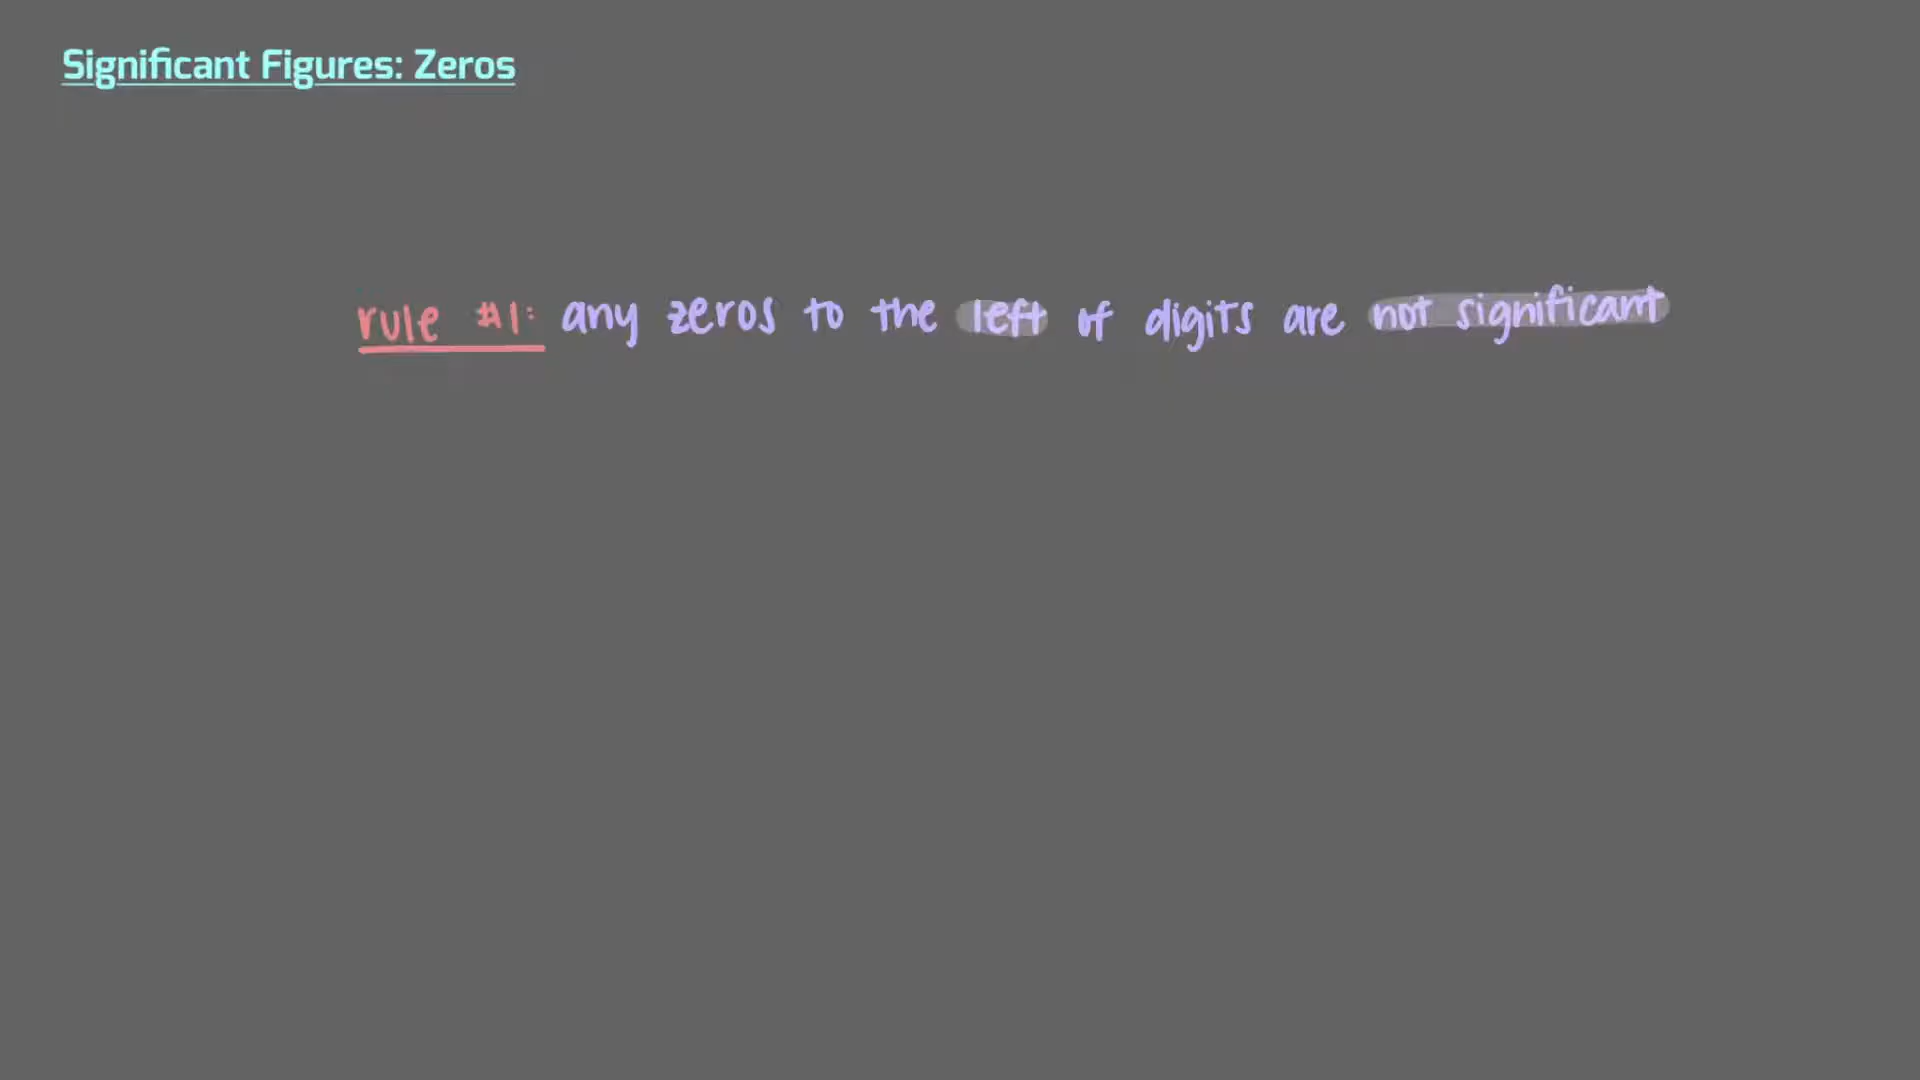 Significant Figures: Zeros
rule #1: any zeros to the left of digits are not significant